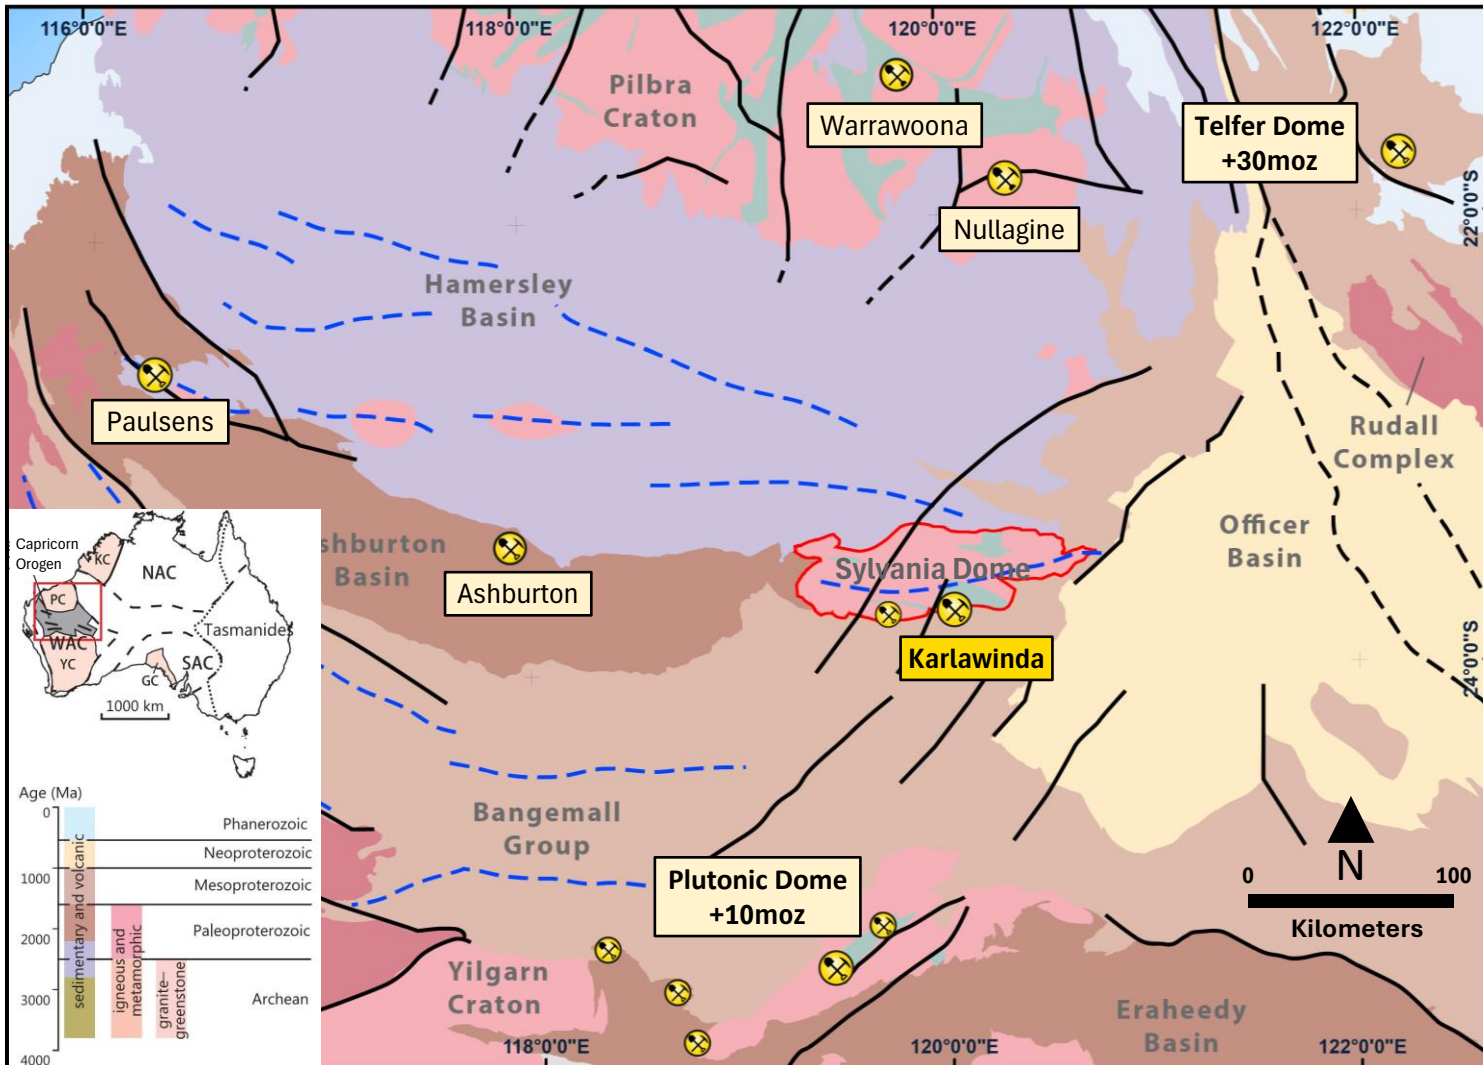 116°0'0"E
118°0'0"E
120°0'0"E
122°0'0"E
Pilbra
Craton
Warrawoona
Telfer Dome
+30moz
Nullagine
22°0'0"S
Hamersley
Basin
Paulsens
Rudall
Complex
Officer
Basin
shburton
Basin
Ashburton
Sylvania Dome
Karlawinda
24°0'0"S
Capricorn
Orogen
KC
NAC
PC
WAC
YC
Tasmanides
SAC
GC
1000 km
Bangemall
Group
Plutonic Dome
+10moz
N
0
100
Kilometers
Age (Ma)
0
1000
2000
3000
4000
sedimentary and volcanic
igneous and
metamorphic
granite–
greenstone
Phanerozoic
Neoproterozoic
Mesoproterozoic
Paleoproterozoic
Archean
Yilgarn
Craton
Eraheedy
Basin
118°0'0"E
120°0'0"E
122°0'0"E